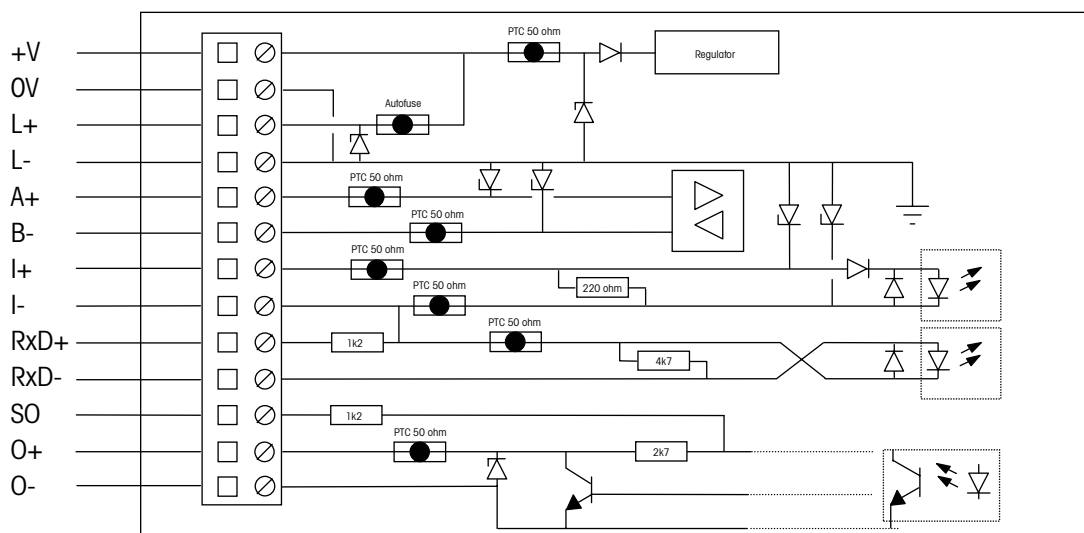 +V
PTC 50 ohm
Regulator
0V
Autofuse
L+
L-
PTC 50 ohm
A+
PTC 50 ohm
B-
PTC 50 ohm
I+
220 ohm
PTC 50 ohm
I-
PTC 50 ohm
RxD+
1k2
4k7
RxD-
SO
1k2
PTC 50 ohm
O+
2k7
O-